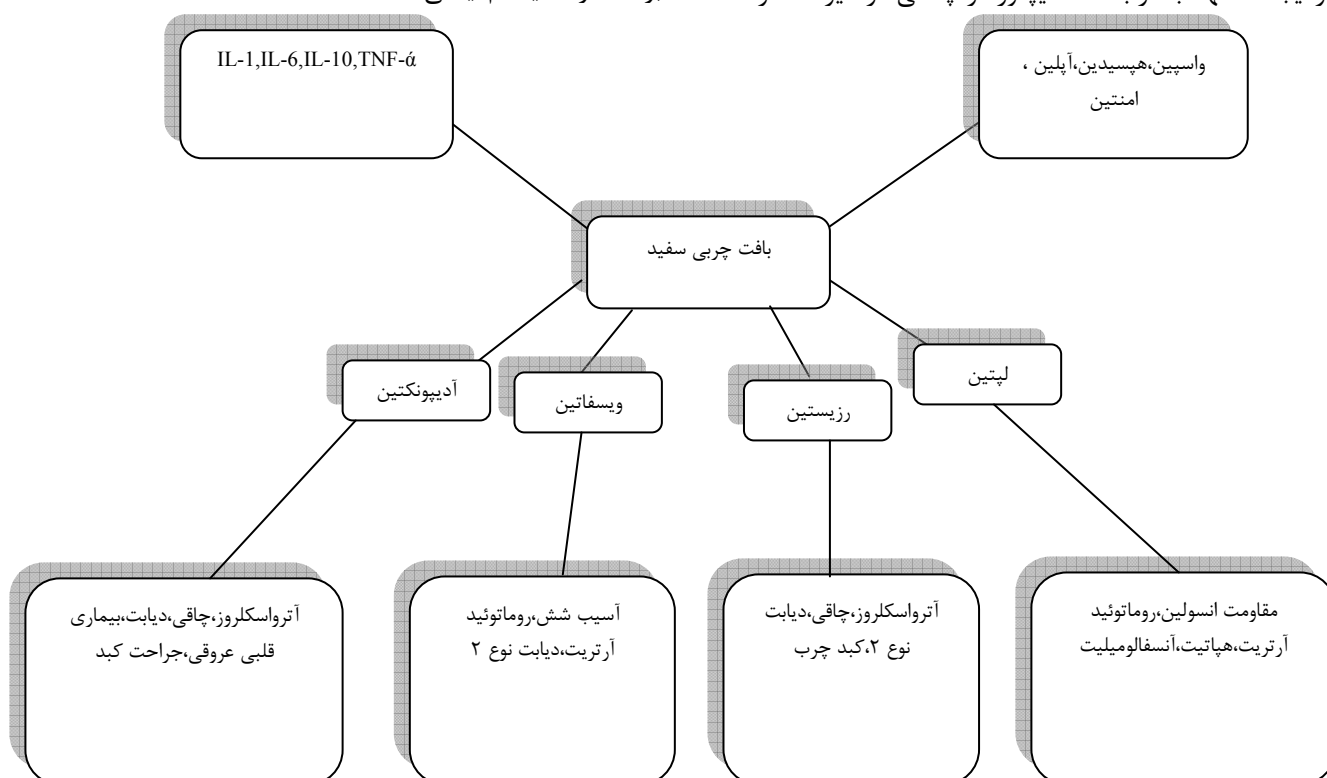 IL-1,IL-6,IL-10,TNF-ά
واسپین،هپسیدین،آپلین ،
امنتین
بافت چربی سفید
لپتین
رزیستین
ویسفاتین
آدیپونکتین
مقاومت انسولین،روماتوئید
آرتریت،هپاتیت،آنسفالومیلیت
آترواسکلروز،چاقی،دیابت
نوع ۲،کبد چرب
آسیب شش،روماتوئید
آرتریت،دیابت نوع ۲
آترواسکلروز،چاقی،دیابت،بیماری
قلبی عروقی،جراحت کبد